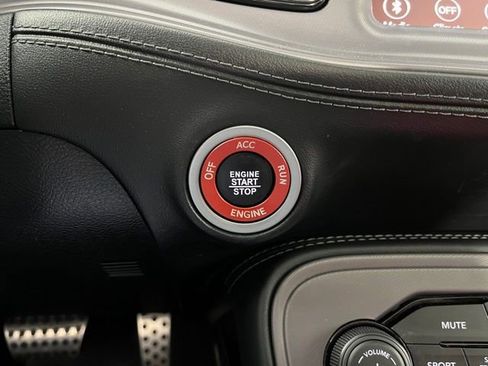 OFF
ACC
OFF
RUN
ENGINE
START
STOP
ENGINE
MUTE
VOLUME
SPORT